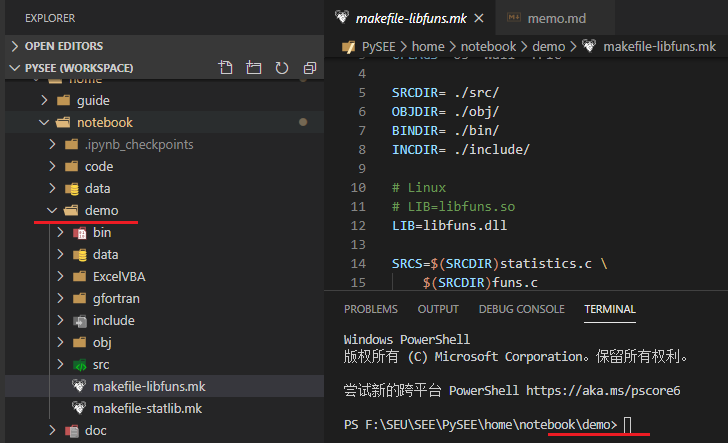 EXPLORER
OPEN EDITORS
PYSEE (WORKSPACE)
home
guide
notebook
.ipynb_checkpoints
code
data
demo
bin
data
ExcelVBA
gfortran
include
obj
src
makefile-libfuns.mk
makefile-statlib.mk
doc
makefile-libfuns.mk
memo.md
PySEE > home > notebook > demo > makefile-libfuns.mk
4
5 SRCDIR= ./src/
6 OBJDIR= ./obj/
7 BINDIR= ./bin/
8 INCDIR= ./include/
9
10 # Linux
11 # LIB=libfuns.so
12 LIB=libfuns.dll
13
14 SRCS=$(SRCDIR)statistics.c \
15 $(SRCDIR)funs.c
PROBLEMS OUTPUT DEBUG CONSOLE TERMINAL
Windows PowerShell
版权所有 (C) Microsoft Corporation。保留所有权利。
尝试新的跨平台 PowerShell https://aka.ms/pscore6
PS F:\SEU\SEE\PySEE\home\notebook\demo>